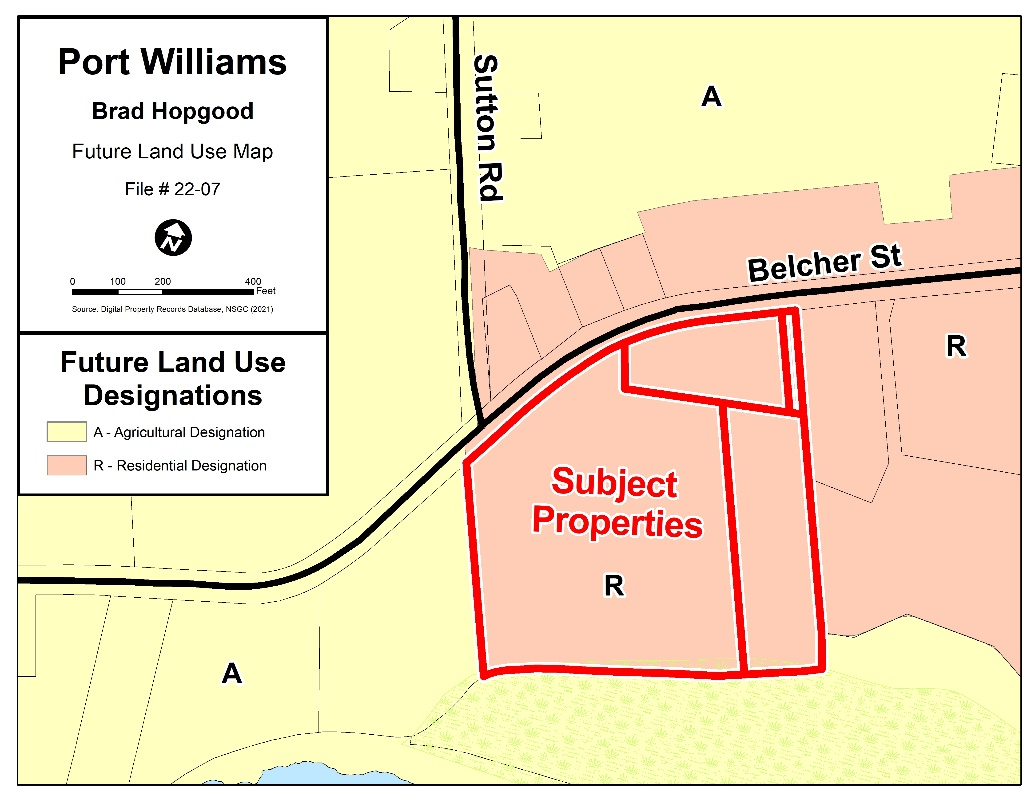 Port Williams
Brad Hopgood
Future Land Use Map
File # 22-07
N
0 100 200 400
Feet
Source: Digital Property Records Database, NSGC (2021)
Future Land Use
Designations
A - Agricultural Designation
R - Residential Designation
Sutton Rd
A
Belcher St
R
Subject
Properties
R
A